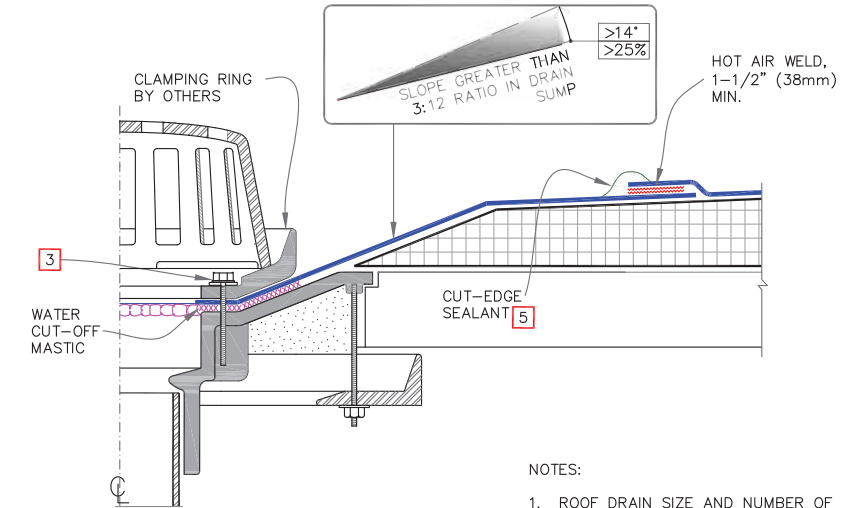 >14°
>25%
SLOPE GREATER THAN
3:12 RATIO IN DRAIN
SUMP
HOT AIR WELD,
1-1/2" (38mm)
MIN.
CLAMPING RING
BY OTHERS
3
WATER
CUT-OFF
MASTIC
CUT-EDGE
SEALANT 5
℄
NOTES:
1. ROOF DRAIN SIZE AND NUMBER OF